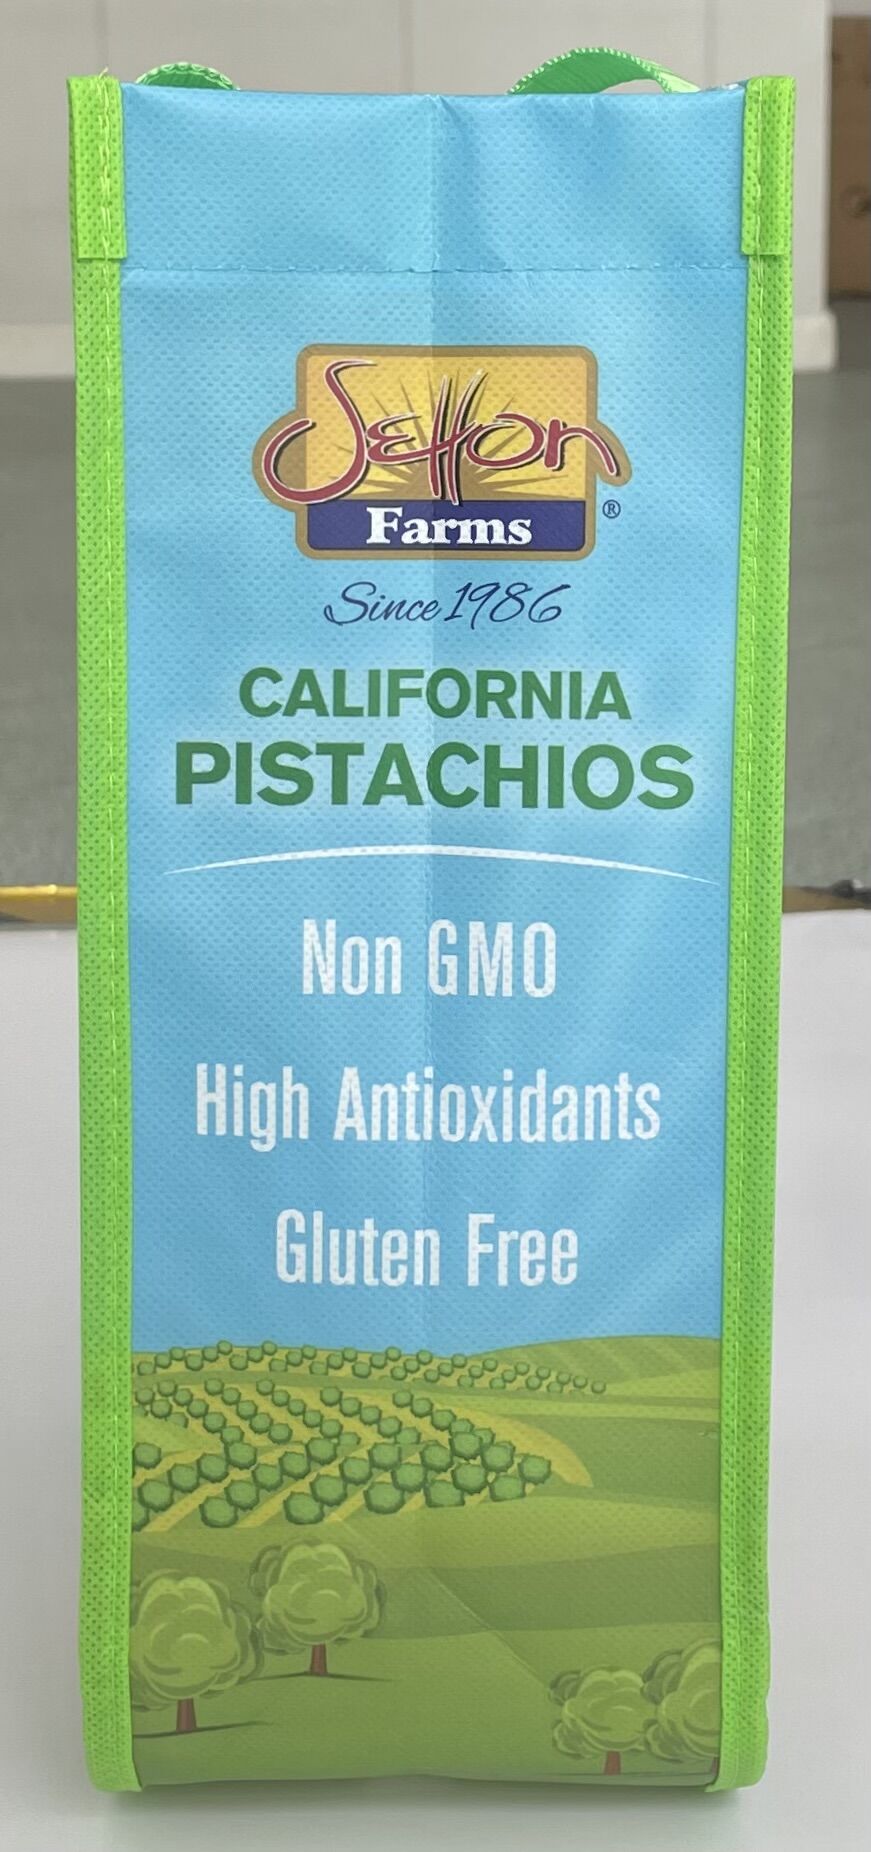 Setton
Farms
®
Since 1986
CALIFORNIA
PISTACHIOS
Non GMO
High Antioxidants
Gluten Free